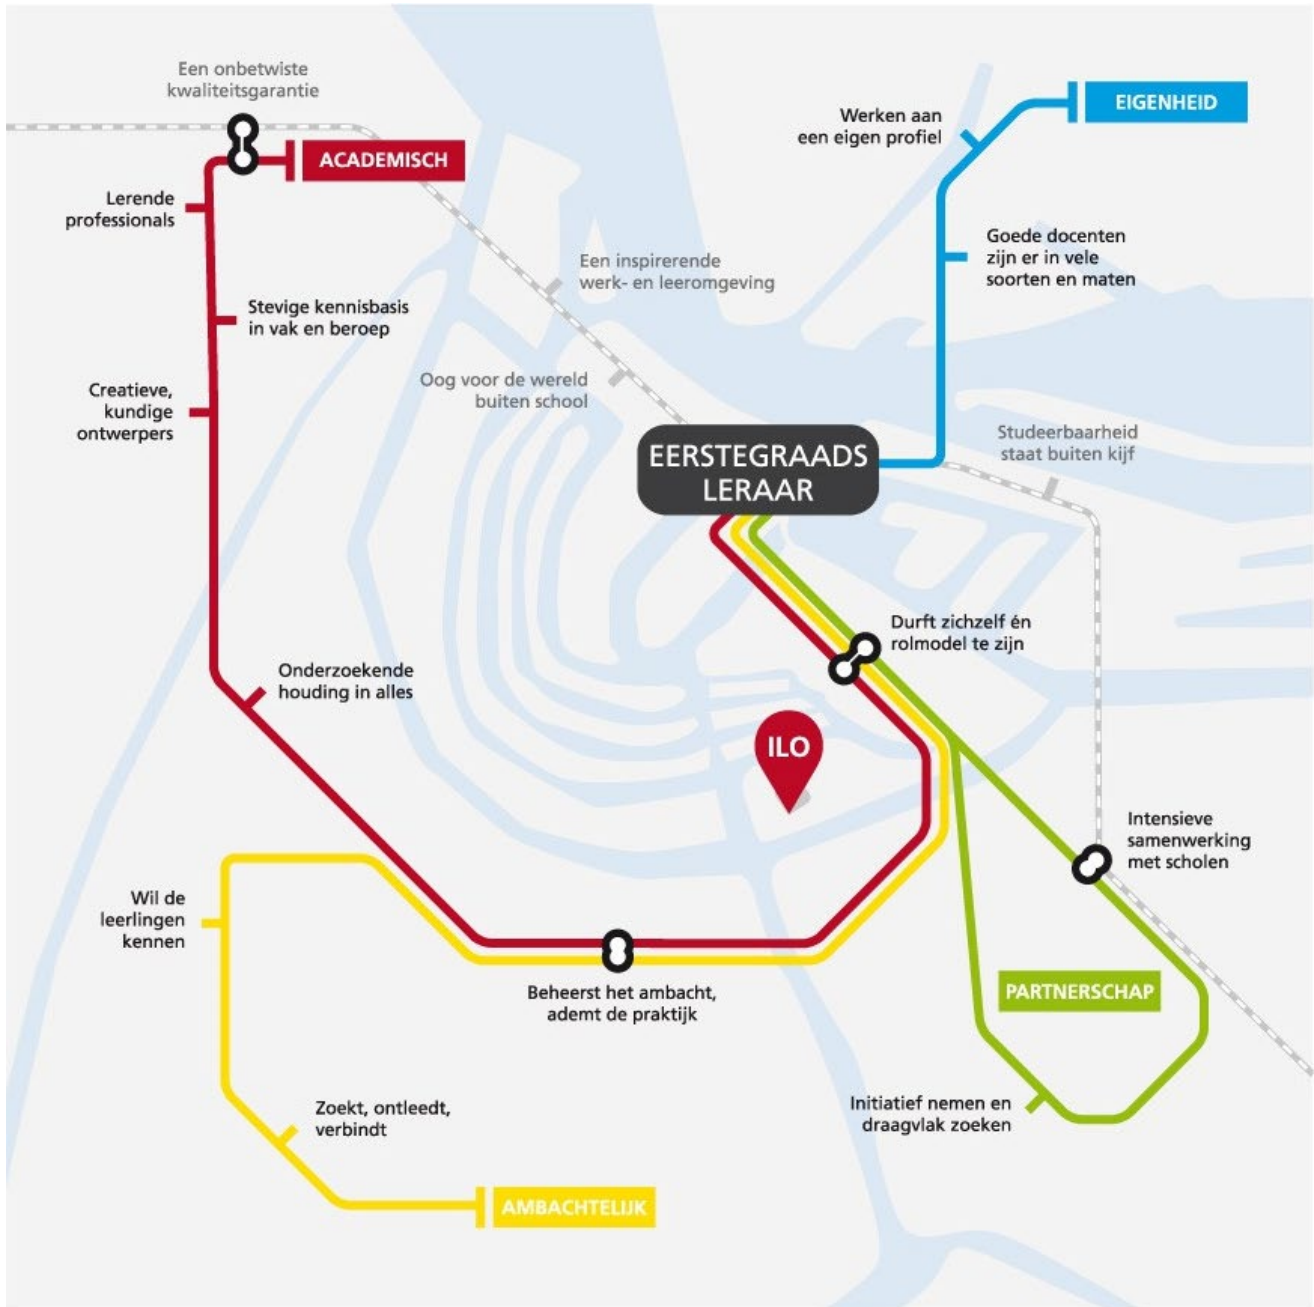 Een onbetwiste
kwaliteitsgarantie
ACADEMISCH
Lerende
professionals
Stevige kennisbasis
in vak en beroep
Creatieve,
kundige
ontwerpers
Onderzoekende
houding in alles
Een inspirerende
werk- en leeromgeving
Oog voor de wereld
buiten school
Werken aan
een eigen profiel
EIGENHEID
Goede docenten
zijn er in vele
soorten en maten
Studeerbaarheid
staat buiten kijf
EERSTEGRAADS
LERAAR
Durft zichzelf én
rolmodel te zijn
ILO
Intensieve
samenwerking
met scholen
Wil de
leerlingen
kennen
Beheerst het ambacht,
ademt de praktijk
PARTNERSCHAP
Initiatief nemen en
draagvlak zoeken
Zoekt, ontleedt,
verbindt
AMBACHTELIJK